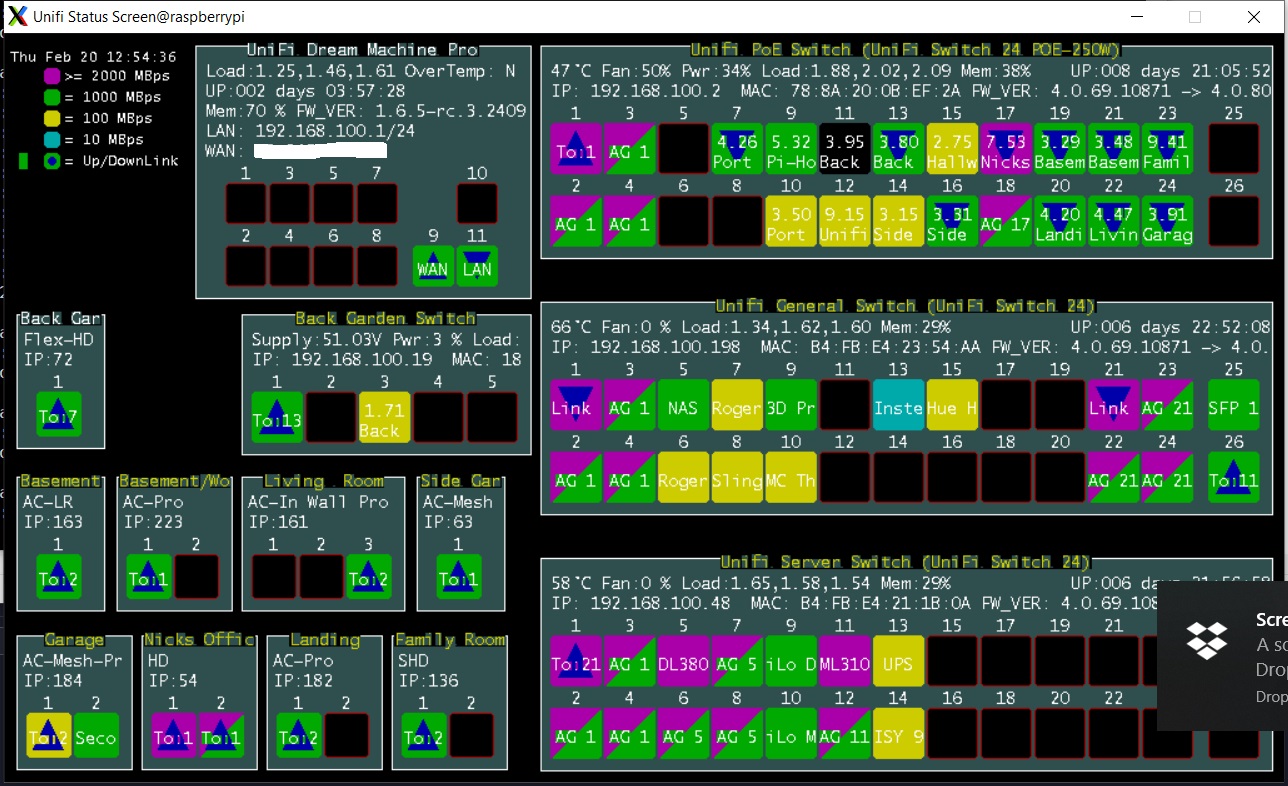 Unifi Status Screen@raspberrypi
Thu Feb 20 12:54:36
>= 2000 MBps
= 1000 MBps
= 100 MBps
= 10 MBps
= Up/DownLink
UniFi Dream Machine Pro
Load:1.25,1.46,1.61 OverTemp: N
UP:002 days 03:57:28
Mem:70 % FW_VER: 1.6.5-rc.3.2409
LAN: 192.168.100.1/24
WAN:
1 3 5 7 10
2 4 6 8 9 11
WAN LAN
Unifi PoE Switch (UniFi Switch 24 POE-250W)
47°C Fan:50% Pwr:34% Load:1.88,2.02,2.09 Mem:38% UP:008 days 21:05:52
IP: 192.168.100.2 MAC: 78:8A:20:0B:EF:2A FW_VER: 4.0.69.10871 -> 4.0.80
1 3 5 7 9 11 13 15 17 19 21 23 25
4.26 5.32 3.95 3.80 2.75 7.53 3.29 3.48 9.41
To:1 AG 1 Port Pi-Ho Back Back Hallw Nicks Basem Basem Famil
2 4 6 8 10 12 14 16 18 20 22 24 26
3.50 9.15 3.15 3.31 4.20 4.47 3.91
AG 1 AG 1 Port Unifi Side Side AG 17 Landi Livin Garag
Back Gar
Flex-HD
IP:72
1
To:7
Back Garden Switch
Supply:51.03V Pwr:3 % Load:
IP: 192.168.100.19 MAC: 18
1 2 3 4 5
1.71
To:13 Back
Unifi General Switch (UniFi Switch 24)
66°C Fan:0 % Load:1.34,1.62,1.60 Mem:29% UP:006 days 22:52:08
IP: 192.168.100.198 MAC: B4:FB:E4:23:54:AA FW_VER: 4.0.69.10871 -> 4.0.
1 3 5 7 9 11 13 15 17 19 21 23 25
Link AG 1 NAS Roger 3D Pr Inste Hue H Link AG 21 SFP 1
2 4 6 8 10 12 14 16 18 20 22 24 26
AG 1 AG 1 Roger Sling MC Th AG 21 AG 21 To:11
Basement
AC-LR
IP:163
1
To:2
Basement/Wo
AC-Pro
IP:223
1 2
To:1
Living Room
AC-In Wall Pro
IP:161
1 2 3
To:2
Side Gar
AC-Mesh
IP:63
1
To:1
Unifi Server Switch (UniFi Switch 24)
58°C Fan:0 % Load:1.65,1.58,1.54 Mem:29% UP:006 days
IP: 192.168.100.48 MAC: B4:FB:E4:21:1B:0A FW_VER: 4.0.69.108
1 3 5 7 9 11 13 15 17 19 21
To:21 AG 1 DL380 AG 5 iLo D ML310 UPS
2 4 6 8 10 12 14 16 18 20 22
AG 1 AG 1 AG 5 AG 5 iLo M AG 11 ISY 9
Garage
AC-Mesh-Pr
IP:184
1 2
To:2 Seco
Nicks Offic
HD
IP:54
1 2
To:1 To:1
Landing
AC-Pro
IP:182
1 2
To:2
Family Room
SHD
IP:136
1 2
To:2
Scre
A sc
Drop
Drop